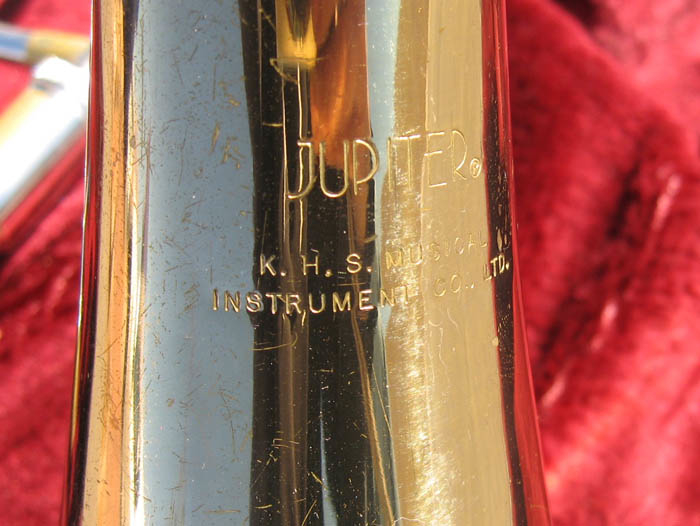 JUPITER®
K. H. S. MUSICAL
INSTRUMENT CO., LTD.